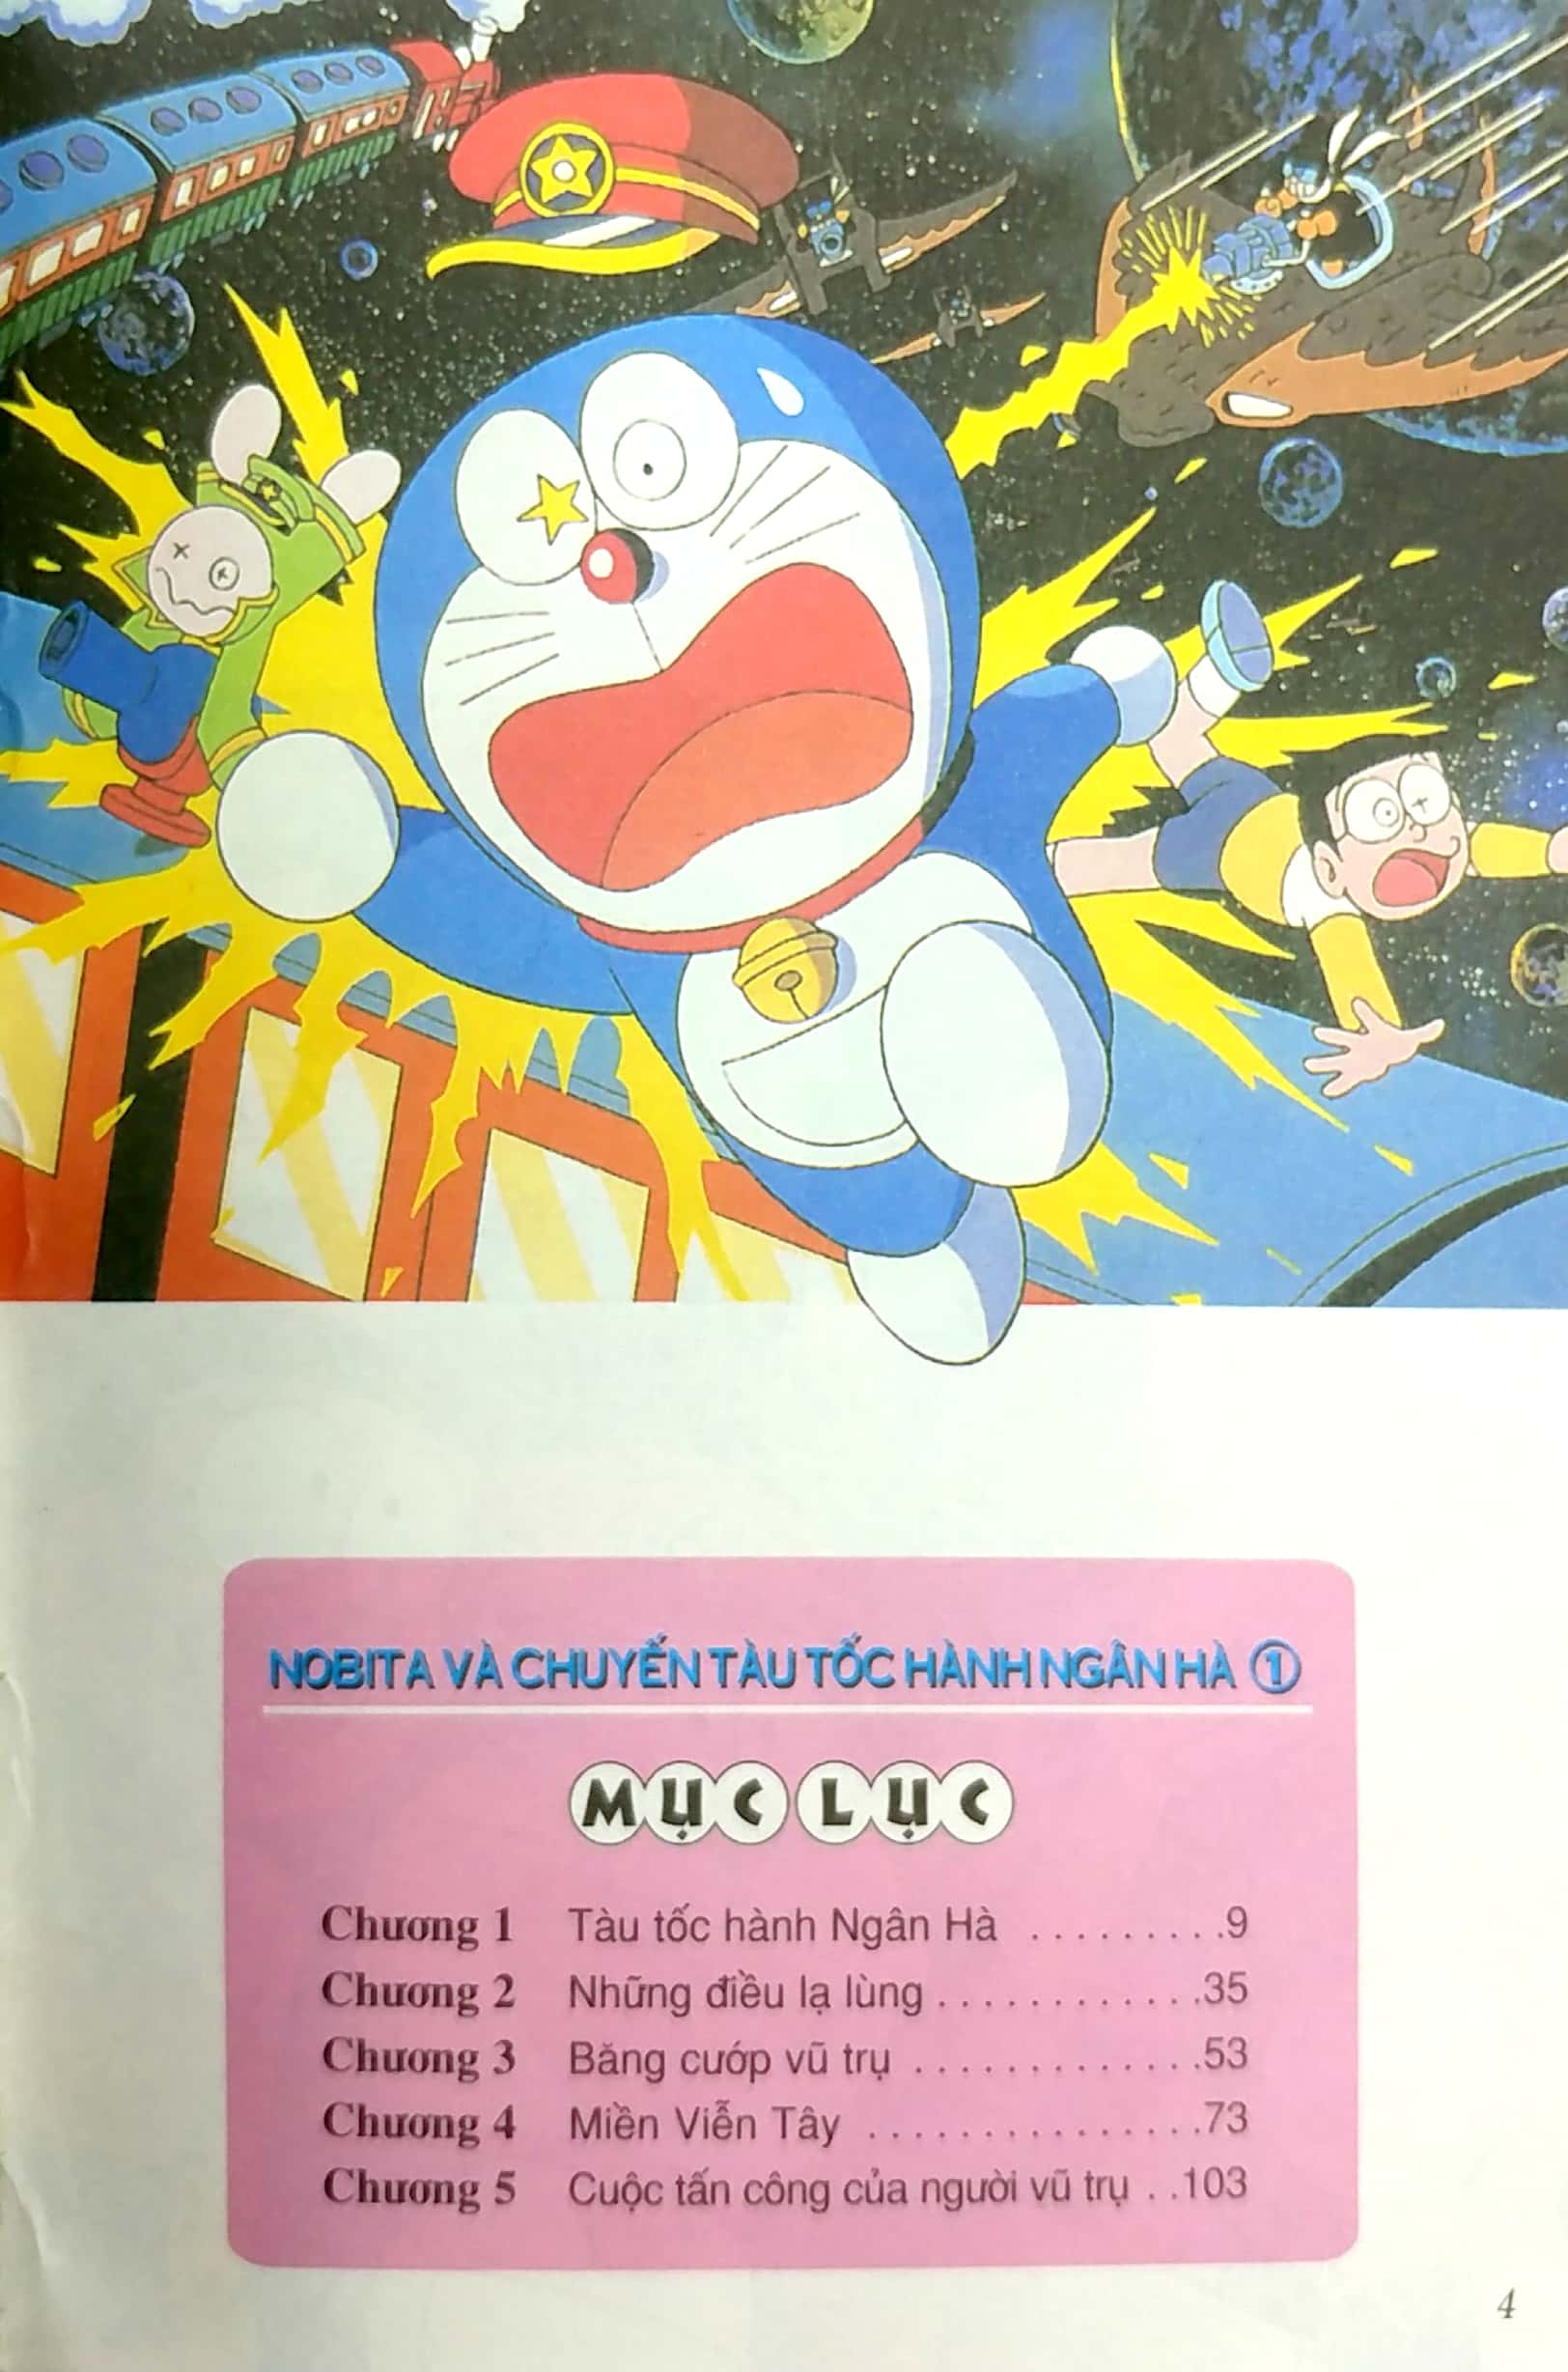 NOBITA VÀ CHUYẾN TÀU TỐC HÀNH NGÂN HÀ ①
MỤC LỤC
Chương 1 Tàu tốc hành Ngân Hà . . . . . . . . .9
Chương 2 Những điều lạ lùng . . . . . . . . . . . .35
Chương 3 Băng cướp vũ trụ . . . . . . . . . . . . .53
Chương 4 Miền Viễn Tây . . . . . . . . . . . . . . .73
Chương 5 Cuộc tấn công của người vũ trụ . .103
4